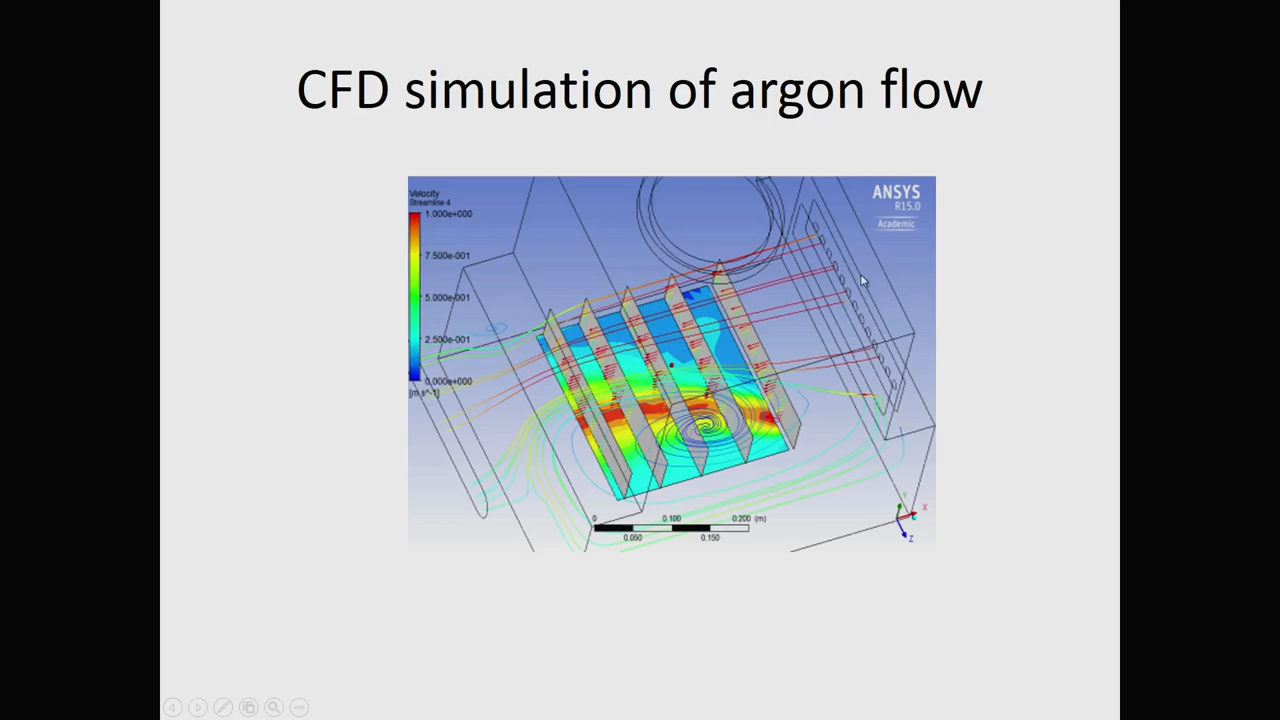 CFD simulation of argon flow
Velocity
Streamline 4
1.000e+000
7.500e-001
5.000e-001
2.500e-001
0.000e+000
[m s^-1]
ANSYS
R15.0
Academic
0 0.100 0.200 (m)
0.050 0.150
Y
X
Z